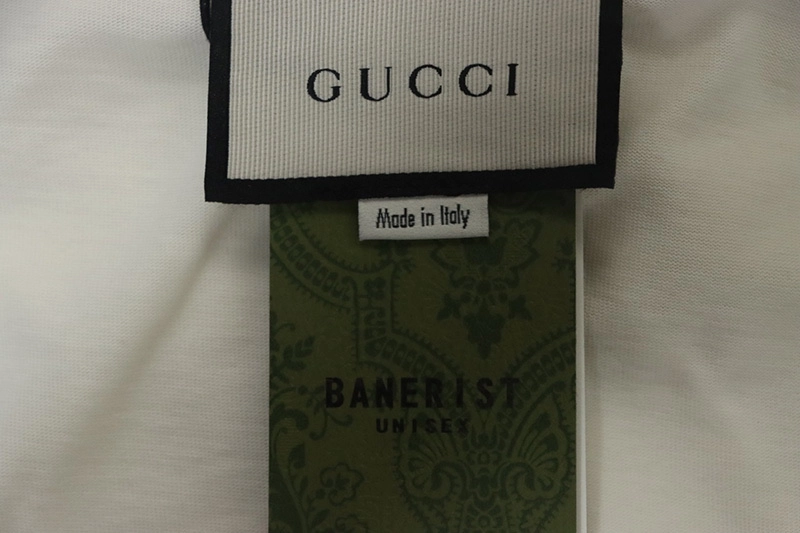 GUCCI
Made in Italy
BANERIST
UNISEX